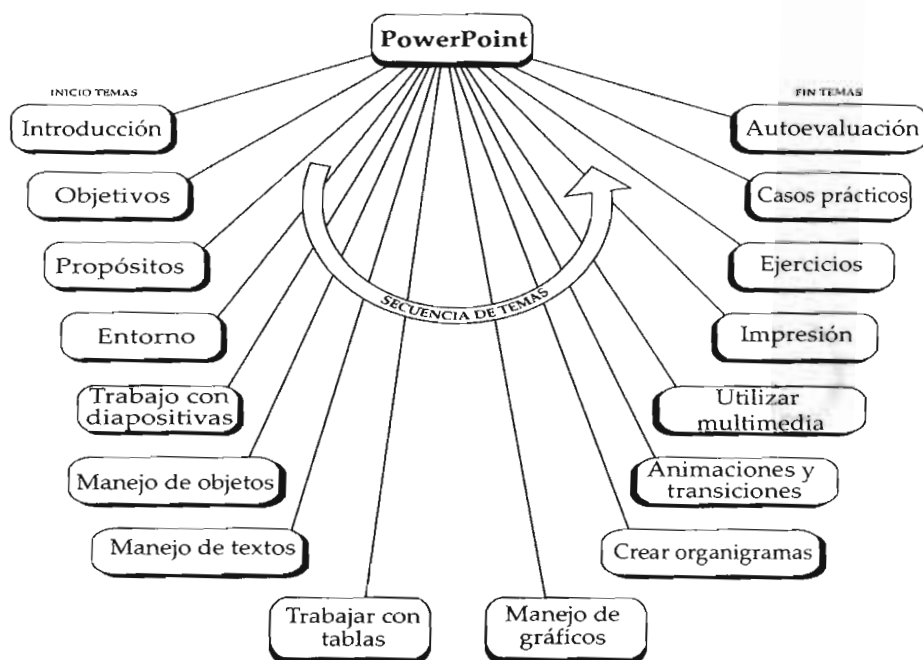 PowerPoint
INICIO TEMAS
Introducción
Objetivos
Propósitos
Entorno
Trabajo con
diapositivas
Manejo de objetos
Manejo de textos
Trabajar con
tablas
Manejo de
gráficos
Crear organigramas
Animaciones y
transiciones
Utilizar
multimedia
Impresión
Ejercicios
Casos prácticos
Autoevaluación
FIN TEMAS
SECUENCIA DE TEMAS